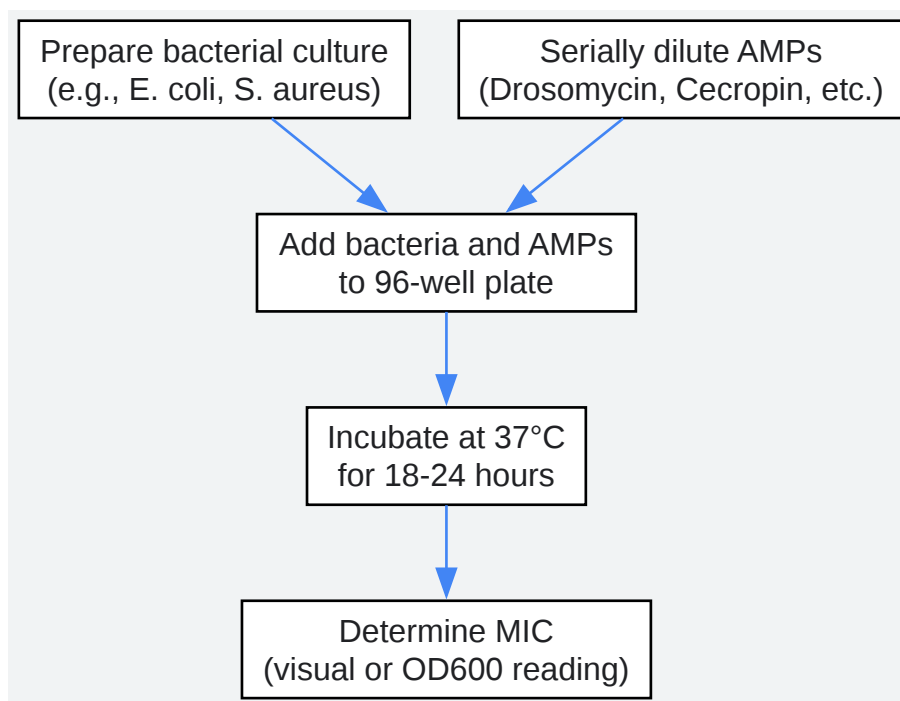 Prepare bacterial culture
(e.g., E. coli, S. aureus)
Serially dilute AMPs
(Drosomycin, Cecropin, etc.)
Add bacteria and AMPs
to 96-well plate
Incubate at 37°C
for 18-24 hours
Determine MIC
(visual or OD600 reading)